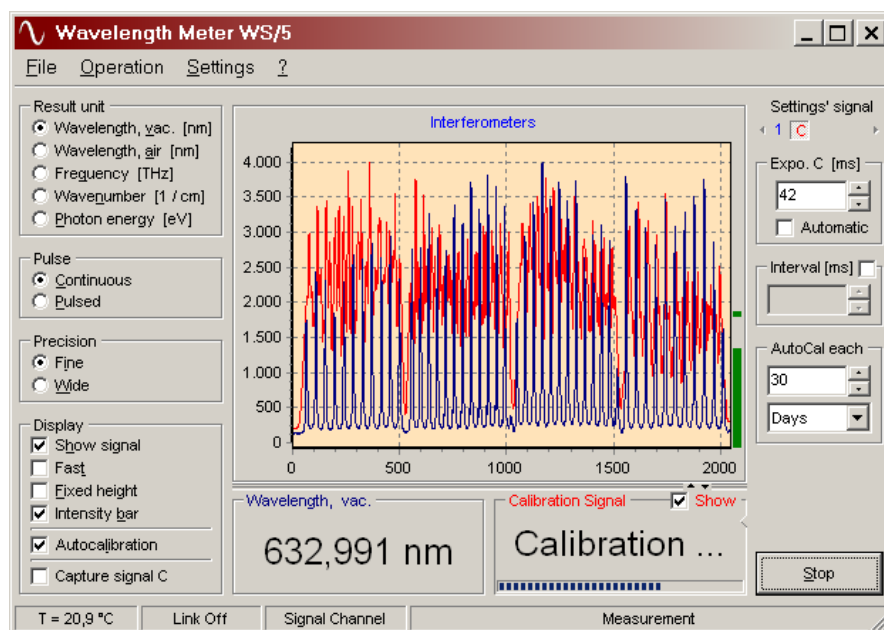 Wavelength Meter WS/5
File Operation Settings ?
Result unit
Wavelength, vac. [nm]
Wavelength, air [nm]
Frequency [THz]
Wavenumber [1 / cm]
Photon energy [eV]
Pulse
Continuous
Pulsed
Precision
Fine
Wide
Display
Show signal
Fast
Fixed height
Intensity bar
Autocalibration
Capture signal C
Interferometers
4.000
3.500
3.000
2.500
2.000
1.500
1.000
500
0
0 500 1000 1500 2000
Wavelength, vac.
632,991 nm
Calibration Signal Show
Calibration ...
Settings' signal
1 C
Expo. C [ms]
42
Automatic
Interval [ms]
AutoCal each
30
Days
Stop
T = 20,9 °C Link Off Signal Channel Measurement